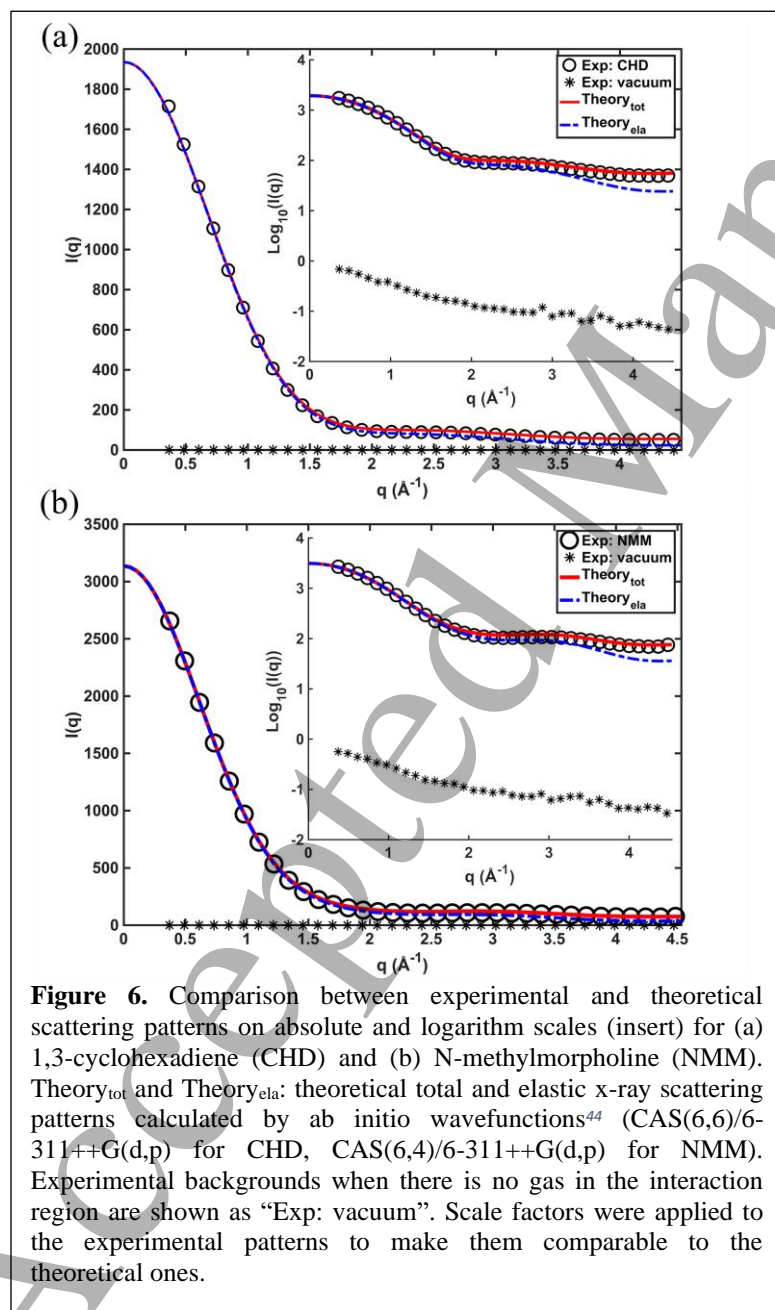 (a)
2000
1800
1600
1400
1200
1000
800
600
400
200
0
I(q)
0 0.5 1 1.5 2 2.5 3 3.5 4
q (Å-1)
4
3
2
1
0
-1
-2
Log10(I(q))
0 1 2 3 4
q (Å-1)
Exp: CHD
Exp: vacuum
Theorytot
Theoryela
(b)
3500
3000
2500
2000
1500
1000
500
0
I(q)
0 0.5 1 1.5 2 2.5 3 3.5 4 4.5
q (Å-1)
4
3
2
1
0
-1
-2
Log10(I(q))
0 1 2 3 4
q (Å-1)
Exp: NMM
Exp: vacuum
Theorytot
Theoryela
Figure 6. Comparison between experimental and theoretical
scattering patterns on absolute and logarithm scales (insert) for (a)
1,3-cyclohexadiene (CHD) and (b) N-methylmorpholine (NMM).
Theorytot and Theoryela: theoretical total and elastic x-ray scattering
patterns calculated by ab initio wavefunctions44 (CAS(6,6)/6-
311++G(d,p) for CHD, CAS(6,4)/6-311++G(d,p) for NMM).
Experimental backgrounds when there is no gas in the interaction
region are shown as “Exp: vacuum”. Scale factors were applied to
the experimental patterns to make them comparable to the
theoretical ones.
Accepted Man